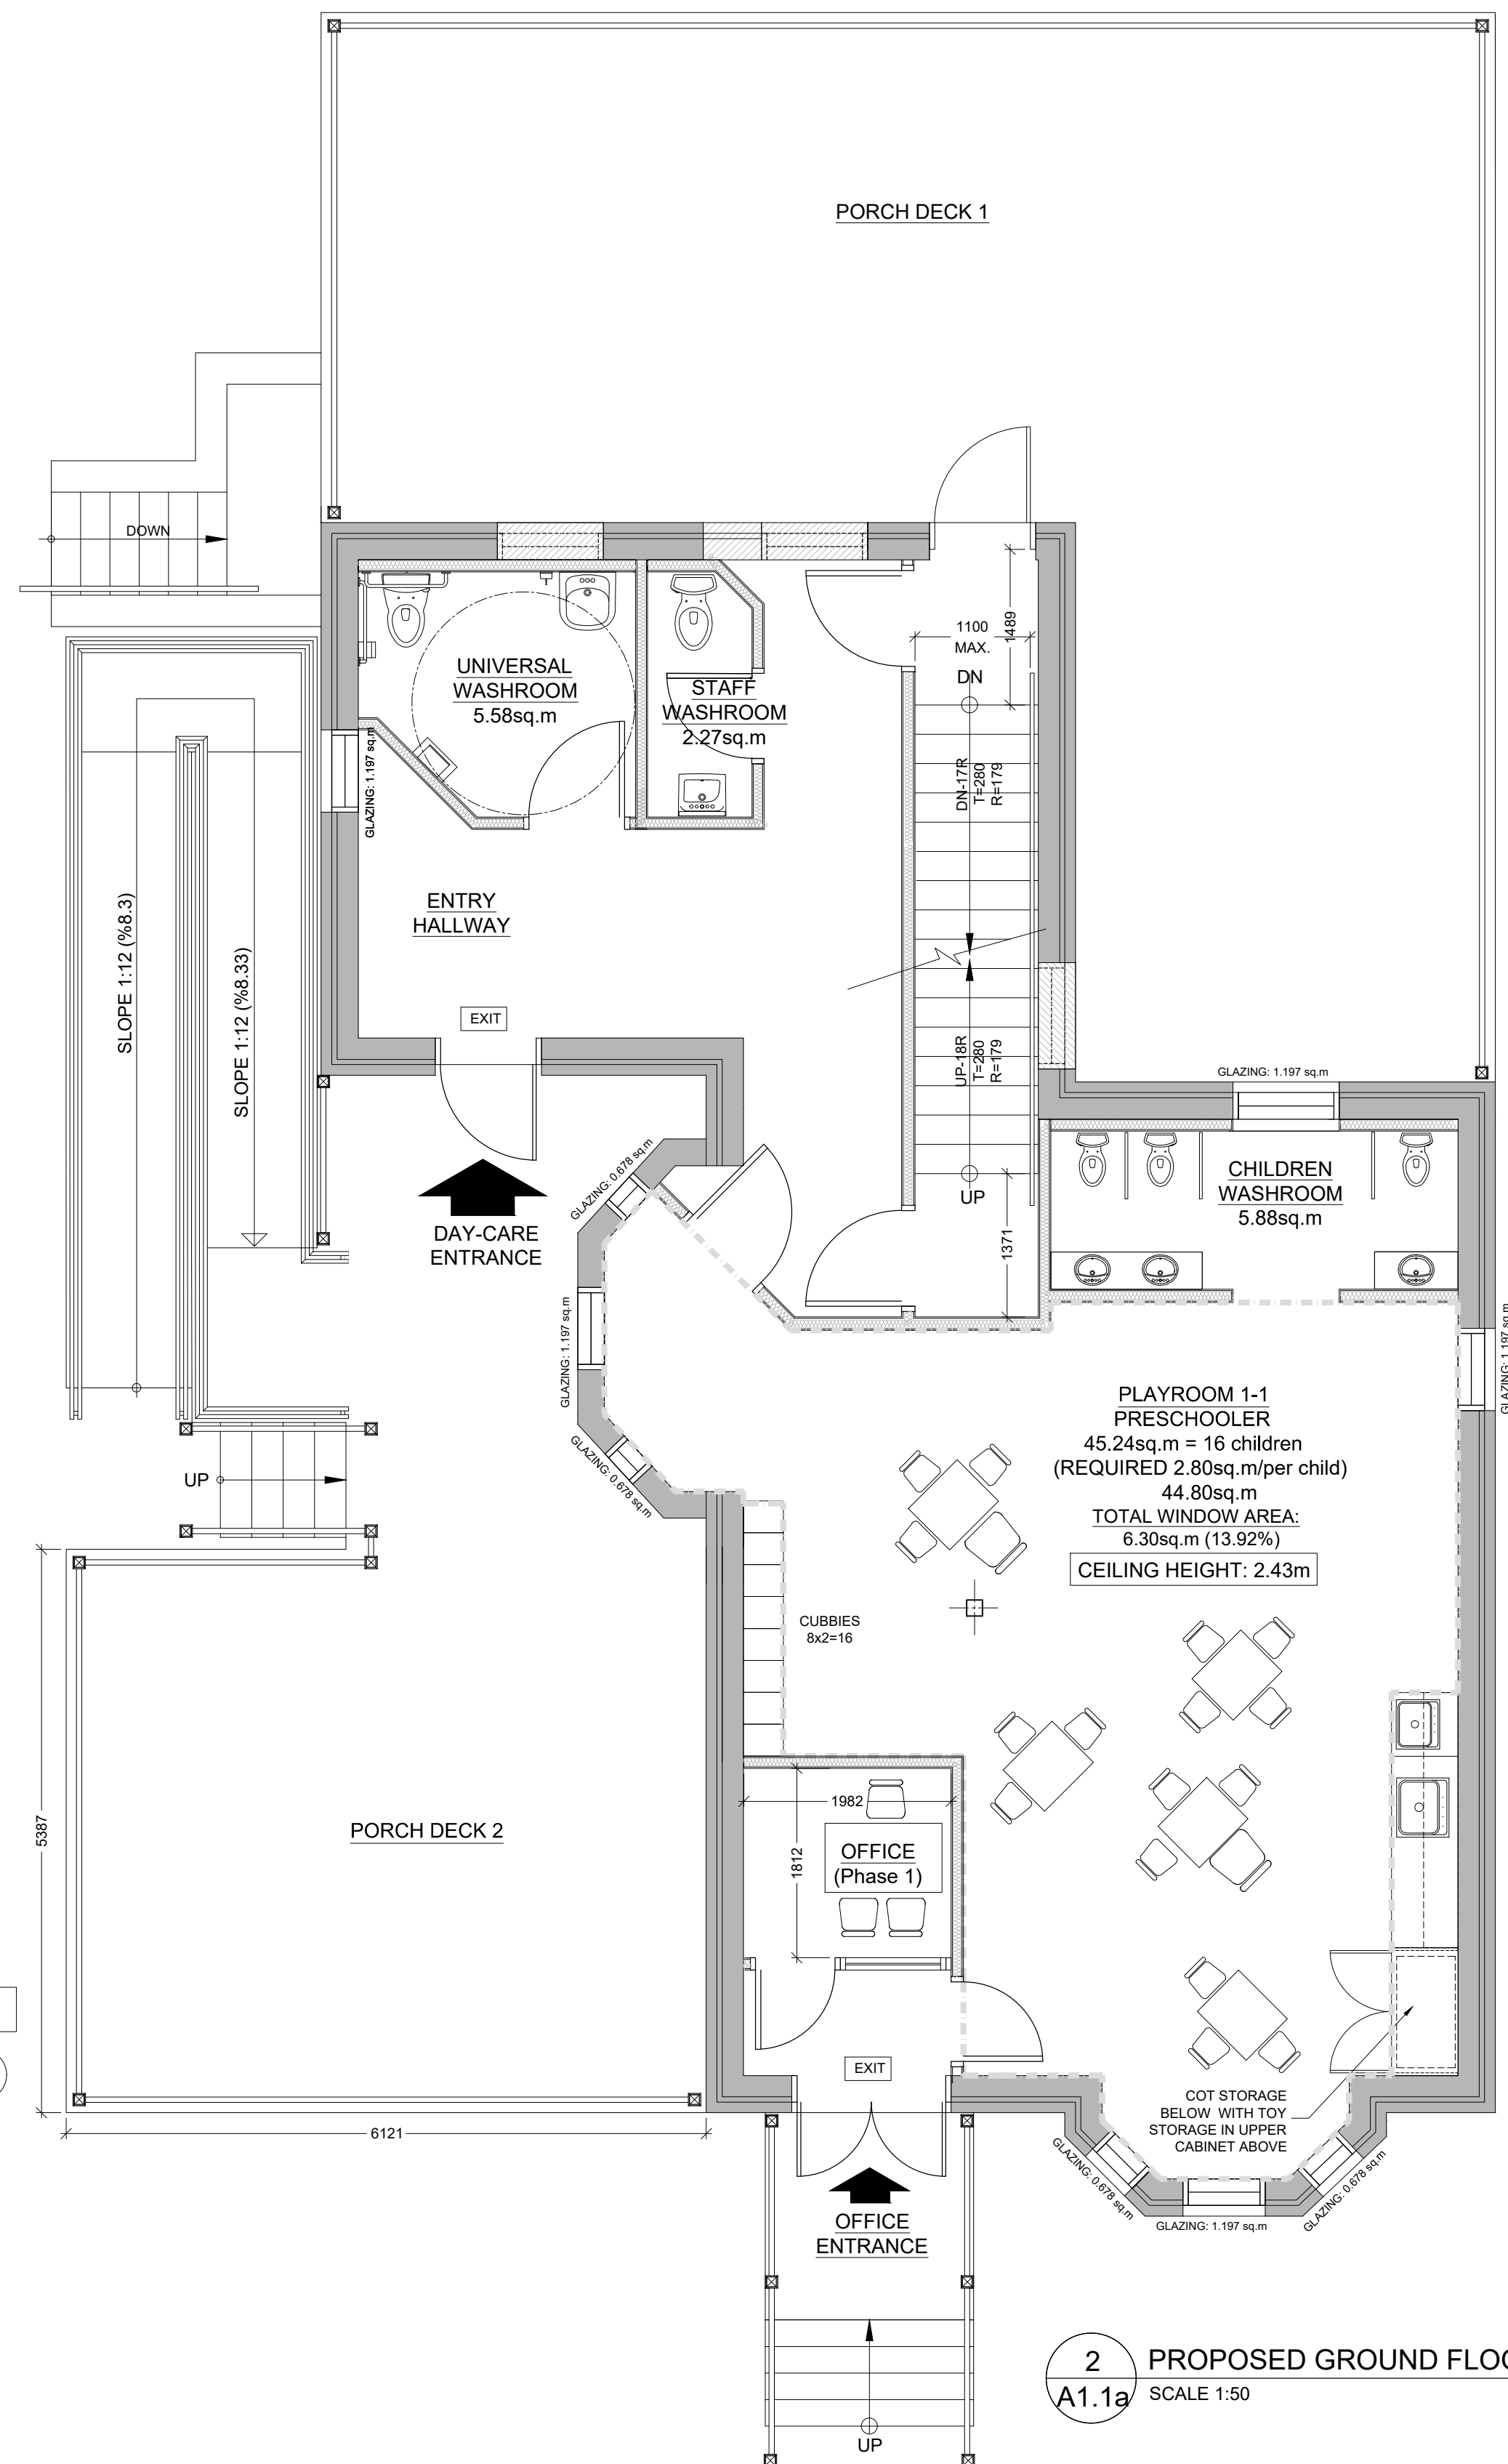 PORCH DECK 1
DOWN
1100
MAX.
1489
DN
UNIVERSAL
WASHROOM
5.58sq.m
STAFF
WASHROOM
2.27sq.m
GLAZING: 1.197 sq.m
DN-17R
T=280
R=179
SLOPE 1:12 (%8.3)
SLOPE 1:12 (%8.33)
ENTRY
HALLWAY
EXIT
UP-18R
T=280
R=179
GLAZING: 1.197 sq.m
GLAZING: 0.678 sq.m
DAY-CARE
ENTRANCE
UP
1371
CHILDREN
WASHROOM
5.88sq.m
GLAZING: 1.197 sq.m
GLAZING: 1.197 sq.m
GLAZING: 0.678 sq.m
PLAYROOM 1-1
PRESCHOOLER
45.24sq.m = 16 children
(REQUIRED 2.80sq.m/per child)
44.80sq.m
TOTAL WINDOW AREA:
6.30sq.m (13.92%)
CEILING HEIGHT: 2.43m
UP
CUBBIES
8x2=16
5387
PORCH DECK 2
1982
1812
OFFICE
(Phase 1)
EXIT
COT STORAGE
BELOW WITH TOY
STORAGE IN UPPER
CABINET ABOVE
6121
GLAZING: 0.678 sq.m
GLAZING: 1.197 sq.m
GLAZING: 0.678 sq.m
OFFICE
ENTRANCE
UP
2
A1.1a
PROPOSED GROUND FLOO
SCALE 1:50